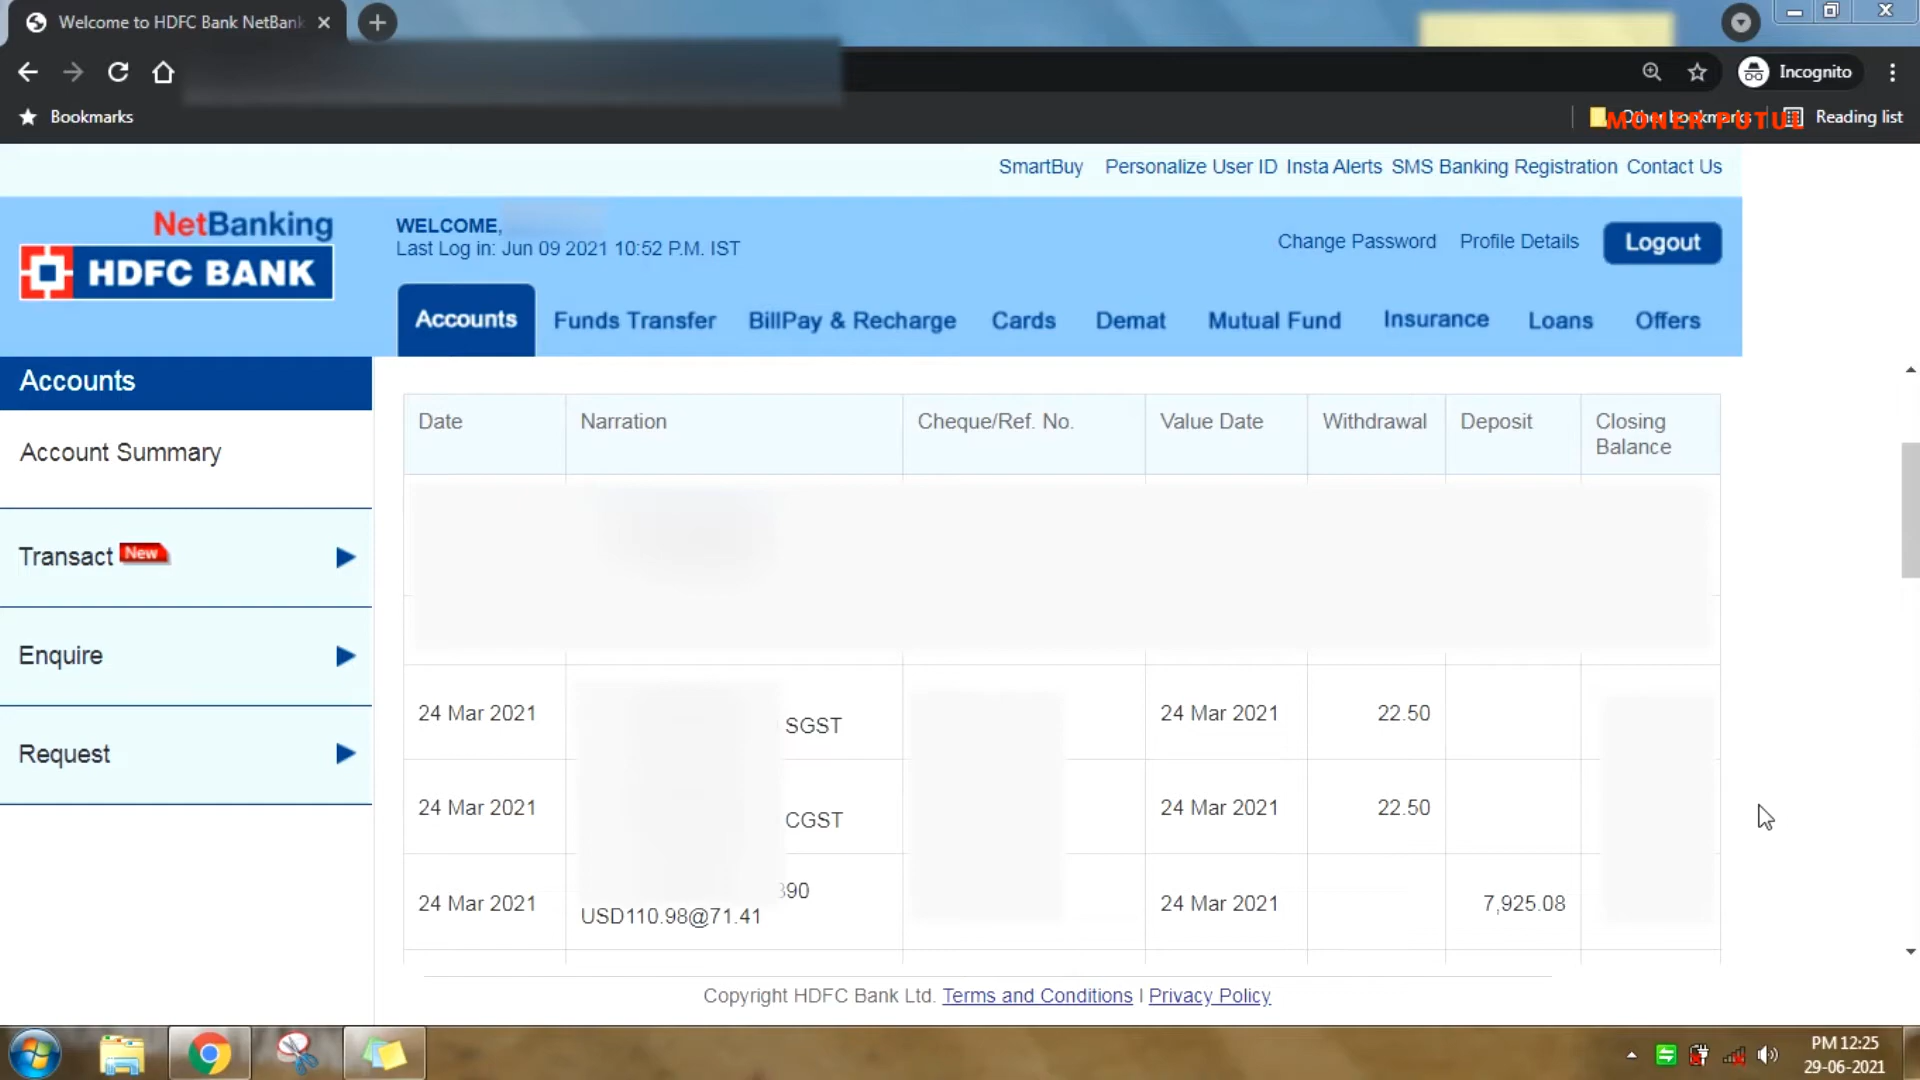 Welcome to HDFC Bank NetBank
Incognito
Bookmarks
Other bookmarks
MONER PUTUL
Reading list
SmartBuy Personalize User ID Insta Alerts SMS Banking Registration Contact Us
NetBanking
HDFC BANK
WELCOME,
Last Log in: Jun 09 2021 10:52 P.M. IST
Change Password Profile Details Logout
Accounts Funds Transfer BillPay & Recharge Cards Demat Mutual Fund Insurance Loans Offers
Accounts
Account Summary
Transact New
Enquire
Request
Date Narration Cheque/Ref. No. Value Date Withdrawal Deposit Closing
Balance
24 Mar 2021 SGST 24 Mar 2021 22.50
24 Mar 2021 CGST 24 Mar 2021 22.50
24 Mar 2021 390 24 Mar 2021 7,925.08
USD110.98@71.41
Copyright HDFC Bank Ltd. Terms and Conditions | Privacy Policy
PM 12:25
29-06-2021